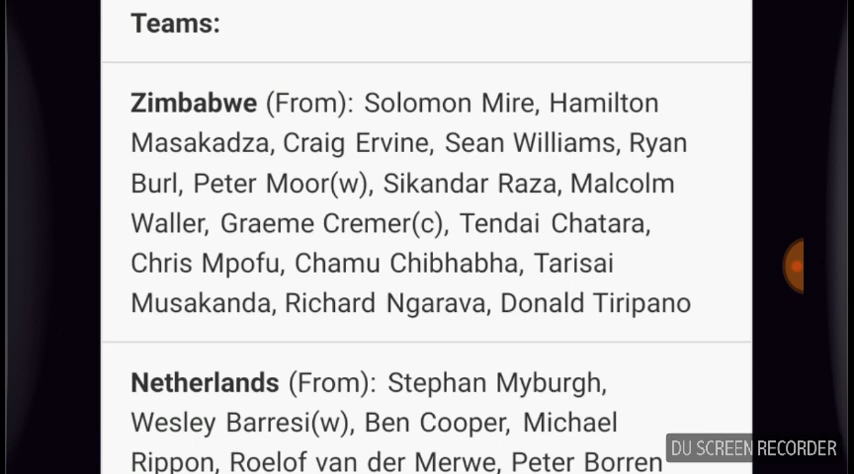 Teams:
Zimbabwe (From): Solomon Mire, Hamilton
Masakadza, Craig Ervine, Sean Williams, Ryan
Burl, Peter Moor(w), Sikandar Raza, Malcolm
Waller, Graeme Cremer(c), Tendai Chatara,
Chris Mpofu, Chamu Chibhabha, Tarisai
Musakanda, Richard Ngarava, Donald Tiripano
Netherlands (From): Stephan Myburgh,
Wesley Barresi(w), Ben Cooper, Michael
Rippon, Roelof van der Merwe, Peter Borren
DU SCREEN RECORDER